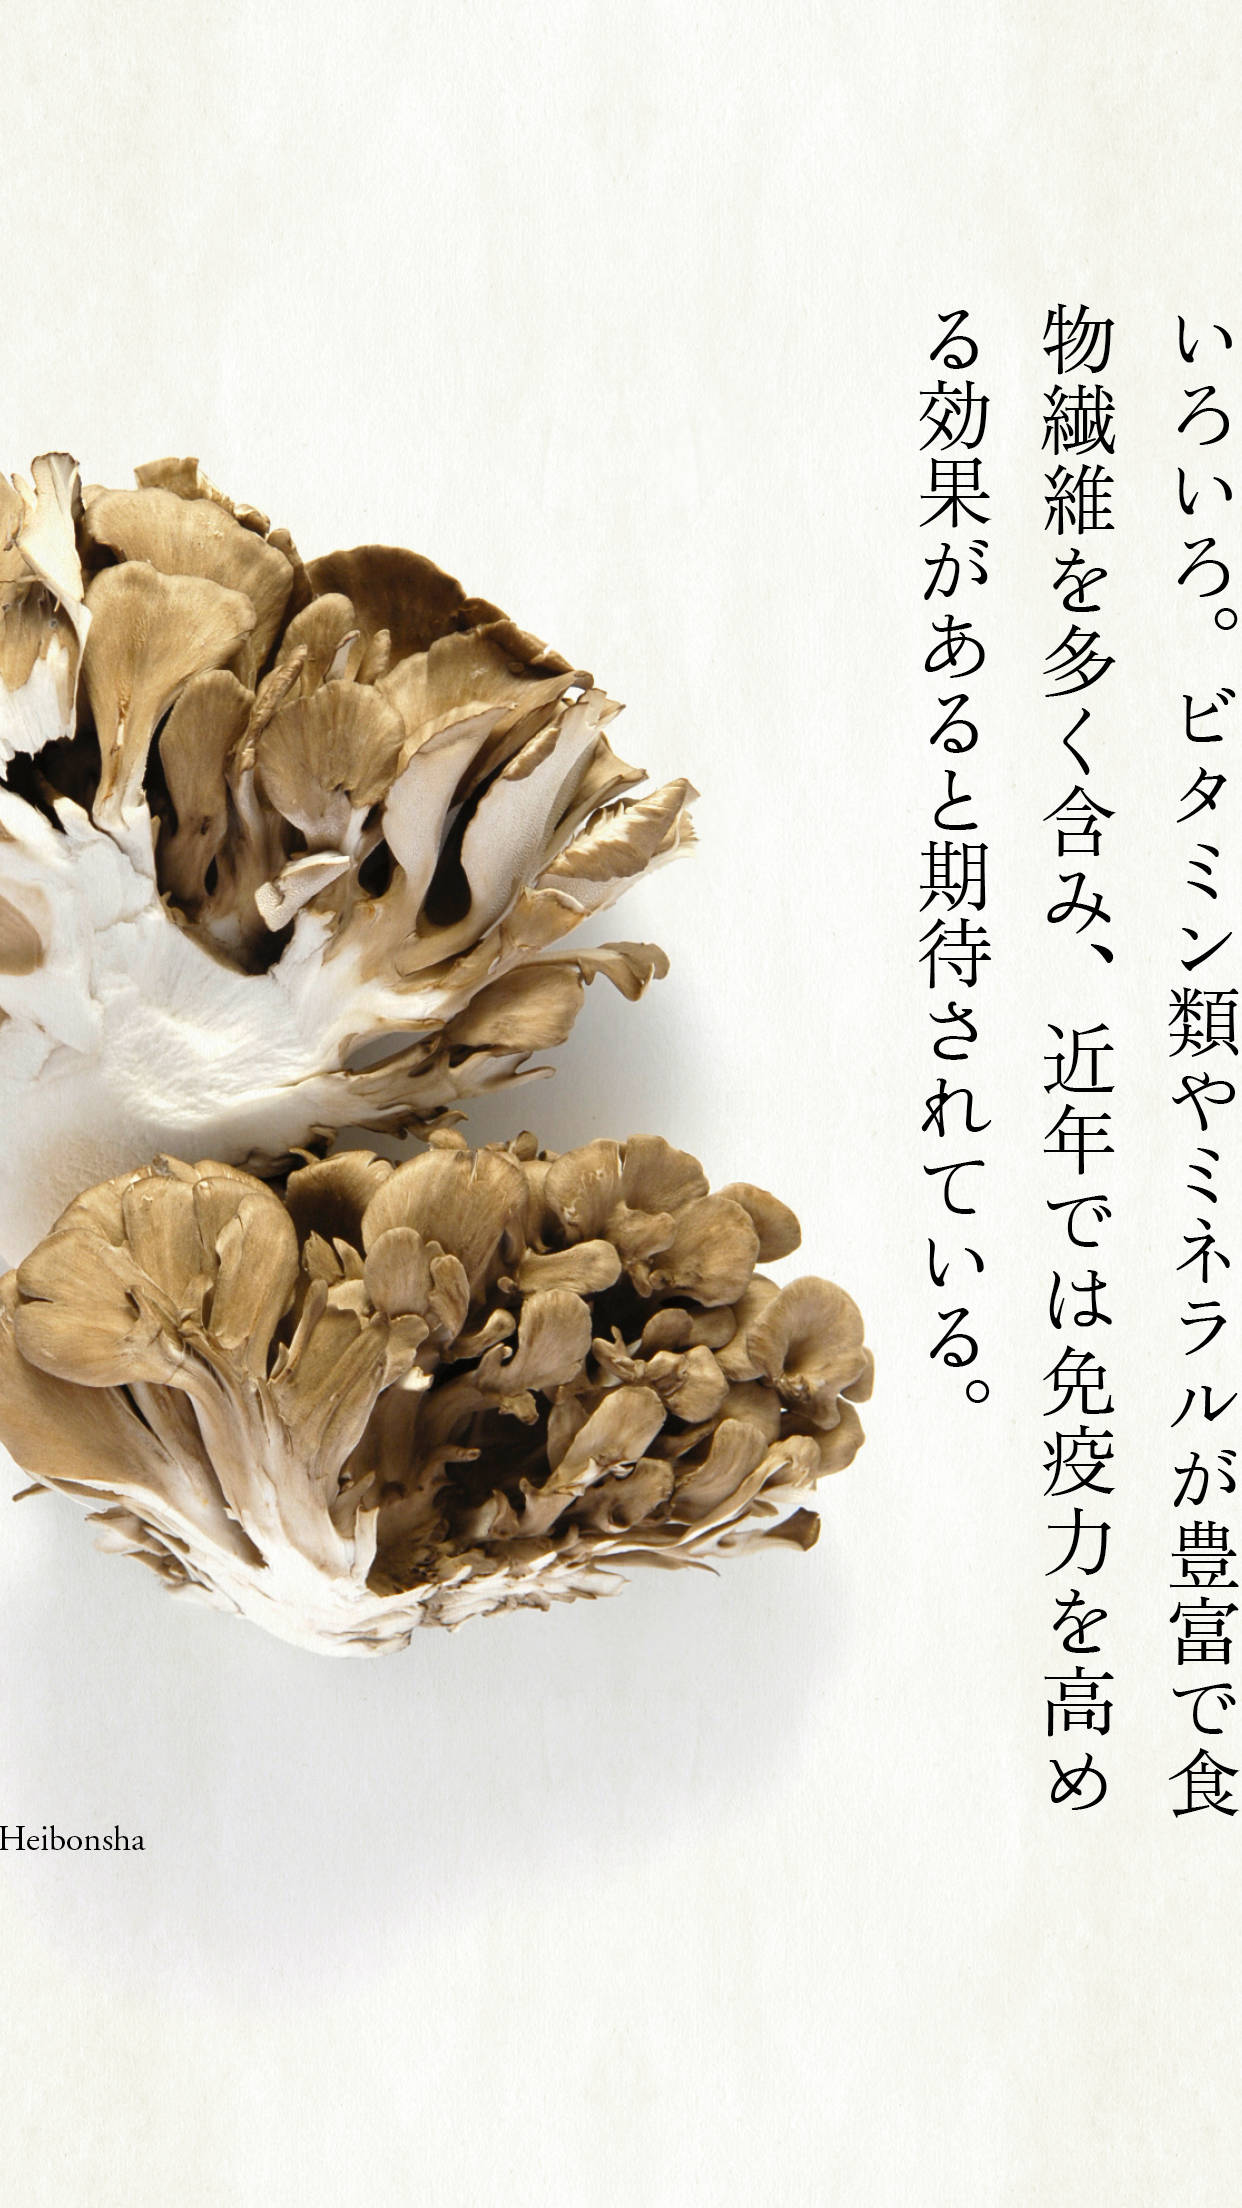 いろいろ。ビタミン類やミネラルが豊富で食
物繊維を多く含み、近年では免疫力を高め
る効果があると期待されている。
Heibonsha